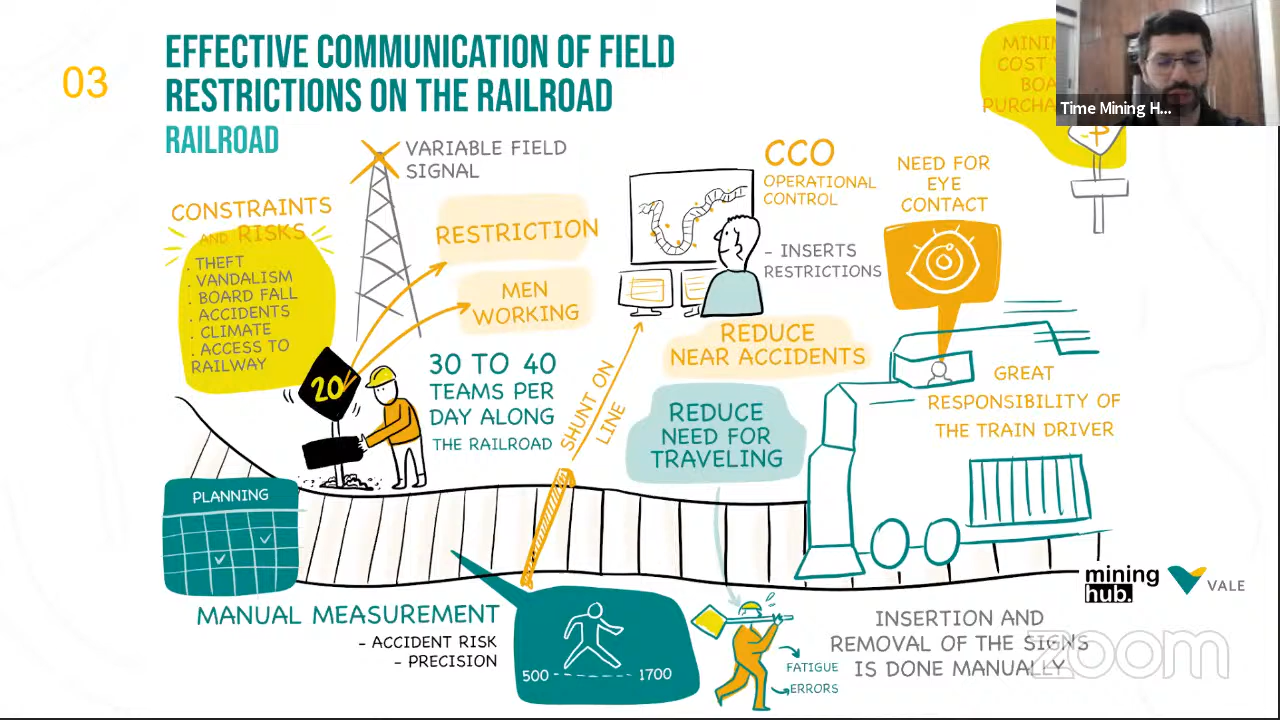 03
EFFECTIVE COMMUNICATION OF FIELD
RESTRICTIONS ON THE RAILROAD
RAILROAD
VARIABLE FIELD
SIGNAL
CONSTRAINTS
AND RISKS
. THEFT
. VANDALISM
. BOARD FALL
. ACCIDENTS
. CLIMATE
. ACCESS TO
RAILWAY
RESTRICTION
MEN
WORKING
20
30 TO 40
TEAMS PER
DAY ALONG
THE RAILROAD
SHUNT ON
LINE
CCO
OPERATIONAL
CONTROL
- INSERTS
RESTRICTIONS
REDUCE
NEAR ACCIDENTS
REDUCE
NEED FOR
TRAVELING
NEED FOR
EYE
CONTACT
COST
PURCHA
Time Mining H...
GREAT
RESPONSIBILITY OF
THE TRAIN DRIVER
PLANNING
MANUAL MEASUREMENT
- ACCIDENT RISK
- PRECISION
500 1700
FATIGUE
ERRORS
INSERTION AND
REMOVAL OF THE SIGNS
IS DONE MANUALLY
mining
hub.
VALE
zoom